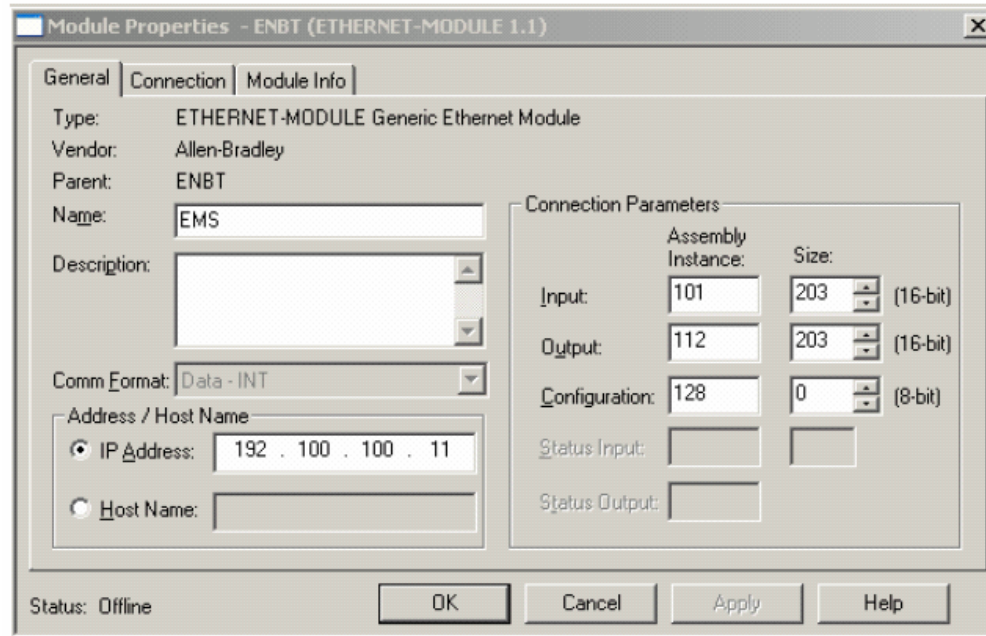 Module Properties - ENBT (ETHERNET-MODULE 1.1)
General Connection Module Info
Type: ETHERNET-MODULE Generic Ethernet Module
Vendor: Allen-Bradley
Parent: ENBT
Name: EMS
Description:
Comm Format: Data - INT
Address / Host Name
IP Address: 192 . 100 . 100 . 11
Host Name:
Connection Parameters
Assembly
Instance: Size:
Input: 101 203 (16-bit)
Output: 112 203 (16-bit)
Configuration: 128 0 (8-bit)
Status Input:
Status Output:
Status: Offline
OK Cancel Apply Help